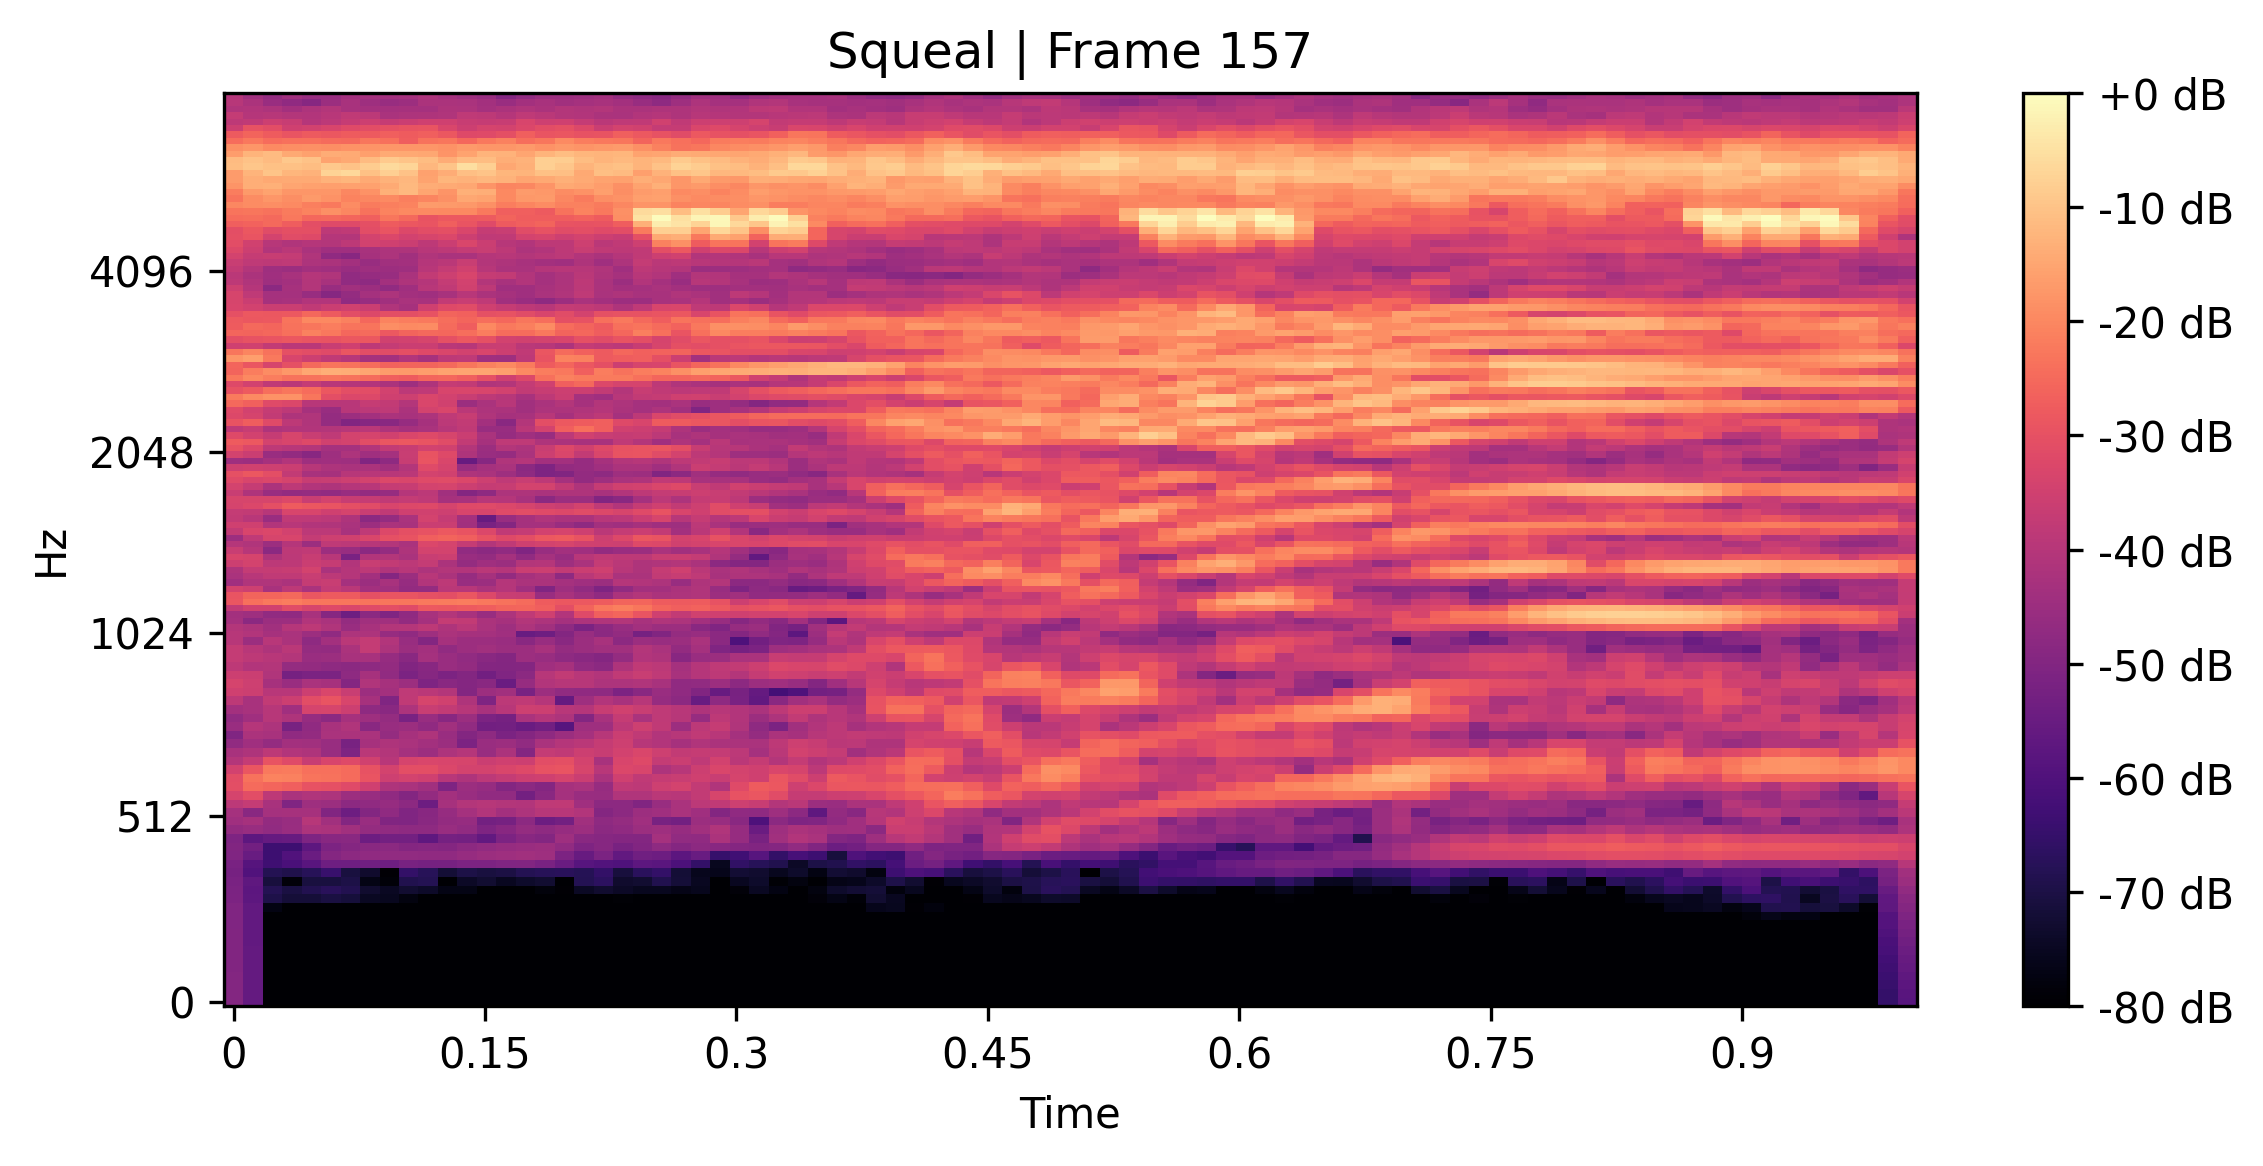 Squeal | Frame 157
Hz
4096
2048
1024
512
0
0 0.15 0.3 0.45 0.6 0.75 0.9
Time
+0 dB
-10 dB
-20 dB
-30 dB
-40 dB
-50 dB
-60 dB
-70 dB
-80 dB